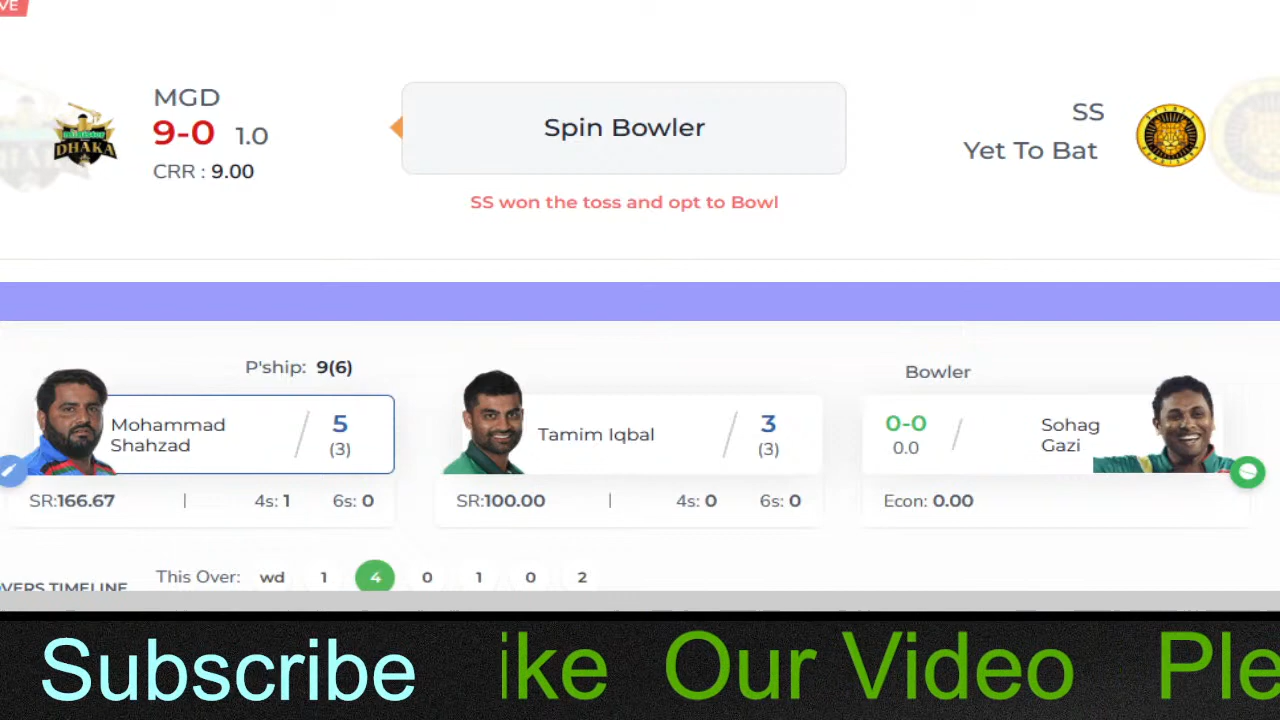 VE
MGD
9-0 1.0
CRR : 9.00
Spin Bowler
SS won the toss and opt to Bowl
SS
Yet To Bat
DHAKA
P'ship: 9(6)
Mohammad
Shahzad
5
(3)
SR:166.67 | 4s: 1 6s: 0
Tamim Iqbal
3
(3)
SR:100.00 | 4s: 0 6s: 0
Bowler
0-0
0.0
Sohag
Gazi
Econ: 0.00
VERS TIMELINE This Over: wd 1 4 0 1 0 2
Subscribe ike Our Video Ple